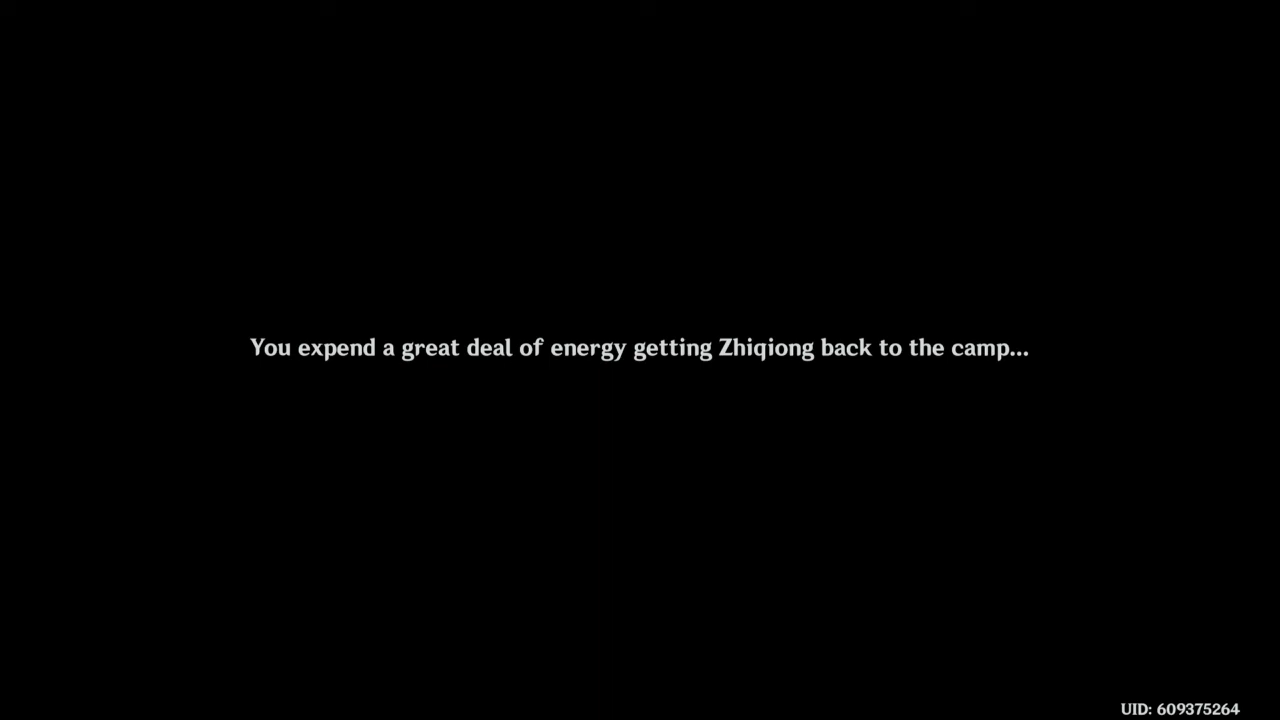 You expend a great deal of energy getting Zhiqiong back to the camp...
UID: 609375264